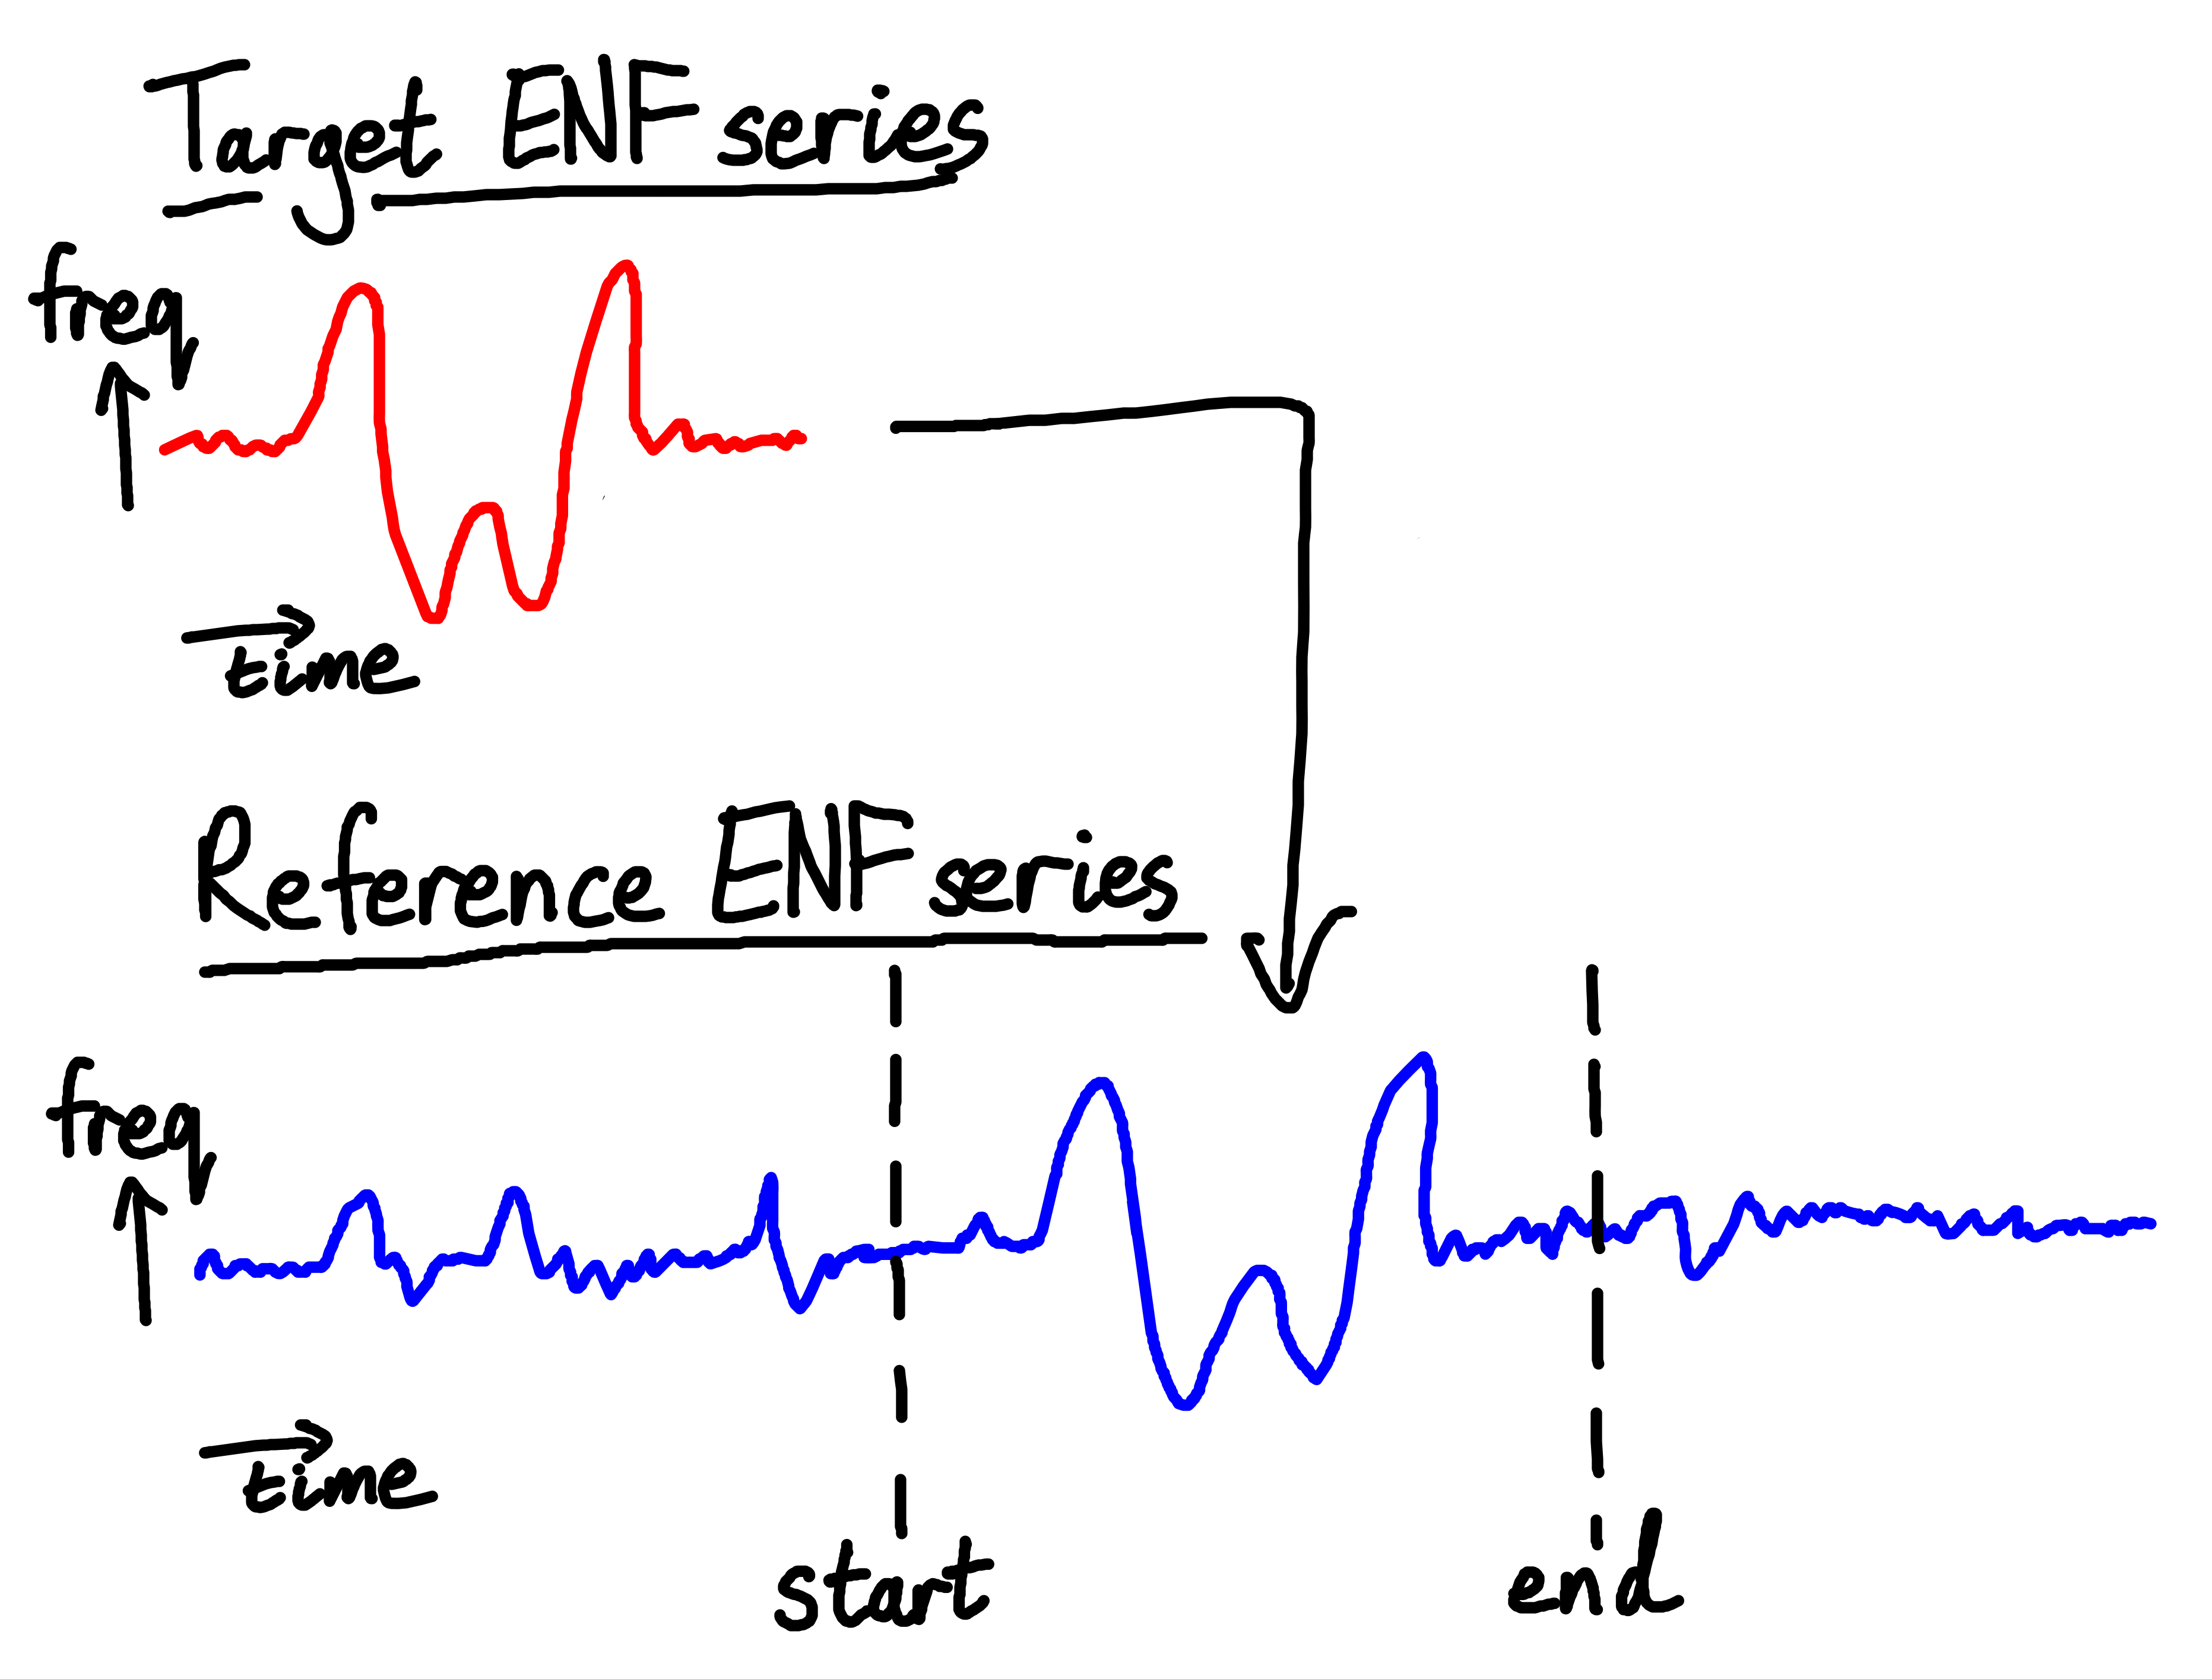 Target ENF series
freq
time
Reference ENF series
freq
time
start
end